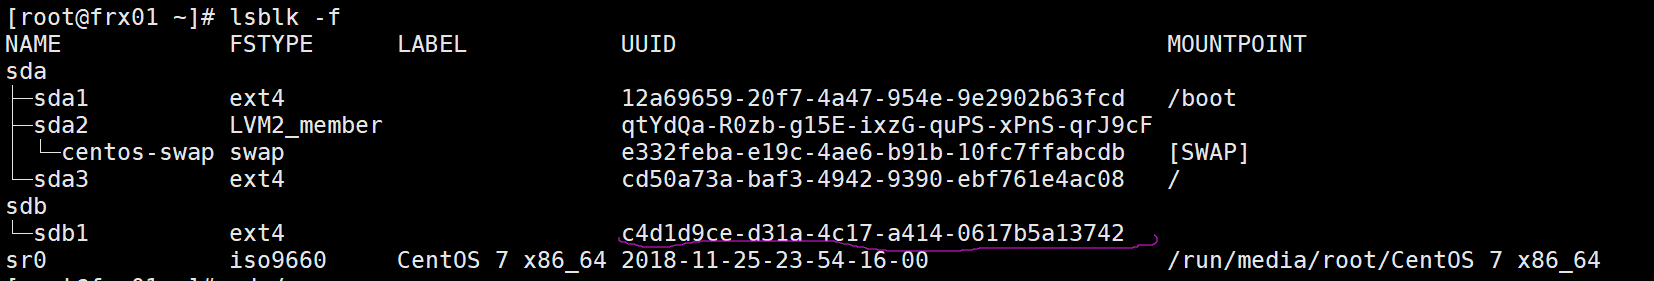 [root@frx01 ~]# lsblk -f
NAME FSTYPE LABEL UUID MOUNTPOINT
sda
├─sda1 ext4 12a69659-20f7-4a47-954e-9e2902b63fcd /boot
├─sda2 LVM2_member qtYdQa-R0zb-g15E-ixzG-quPS-xPnS-qrJ9cF
│ └─centos-swap swap e332feba-e19c-4ae6-b91b-10fc7ffabcdb [SWAP]
└─sda3 ext4 cd50a73a-baf3-4942-9390-ebf761e4ac08 /
sdb
└─sdb1 ext4 c4d1d9ce-d31a-4c17-a414-0617b5a13742
sr0 iso9660 CentOS 7 x86_64 2018-11-25-23-54-16-00 /run/media/root/CentOS 7 x86_64